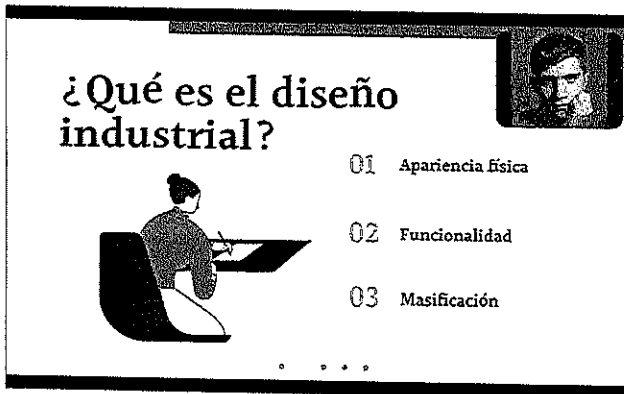 ¿Qué es el diseño
industrial?
01 Apariencia física
02 Funcionalidad
03 Masificación